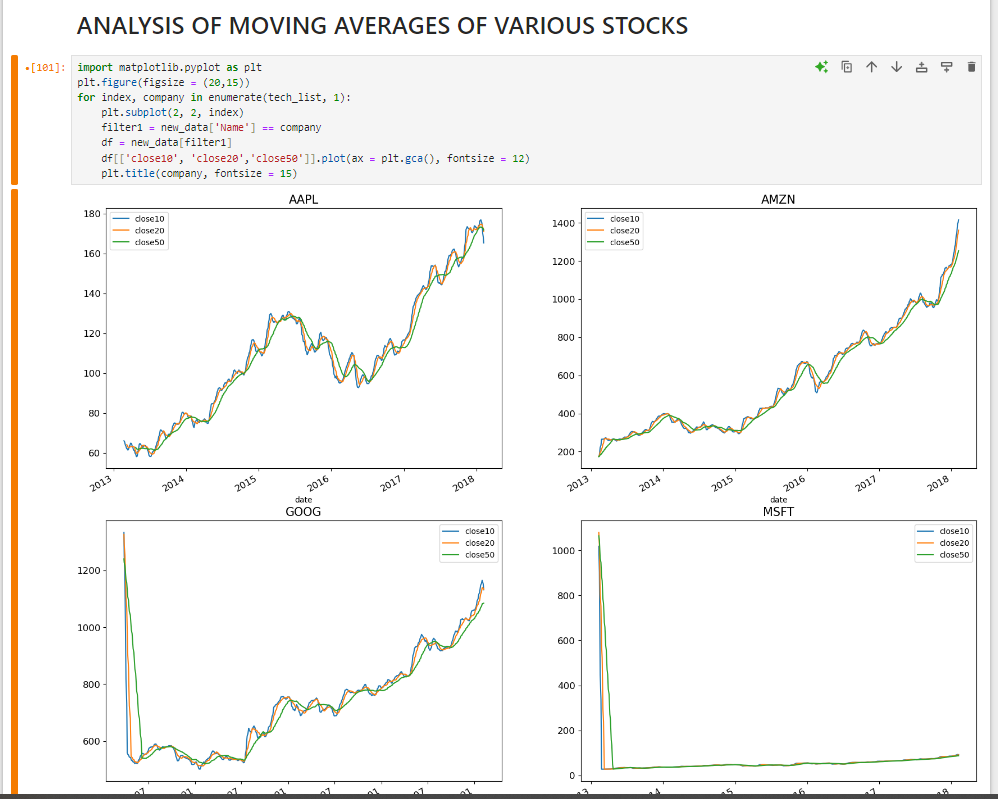 ANALYSIS OF MOVING AVERAGES OF VARIOUS STOCKS
•[101]:
import matplotlib.pyplot as plt
plt.figure(figsize = (20,15))
for index, company in enumerate(tech_list, 1):
    plt.subplot(2, 2, index)
    filter1 = new_data['Name'] == company
    df = new_data[filter1]
    df[['close10', 'close20','close50']].plot(ax = plt.gca(), fontsize = 12)
    plt.title(company, fontsize = 15)
AAPL
close10
close20
close50
180
160
140
120
100
80
60
2013
2014
2015
2016
2017
2018
date
AMZN
close10
close20
close50
1400
1200
1000
800
600
400
200
2013
2014
2015
2016
2017
2018
date
GOOG
close10
close20
close50
1200
1000
800
600
MSFT
close10
close20
close50
1000
800
600
400
200
0